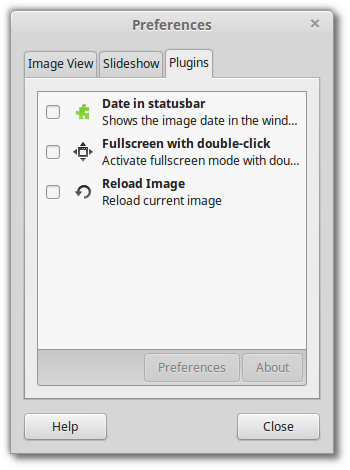 Preferences
Image View Slideshow Plugins
Date in statusbar
Shows the image date in the wind...
Fullscreen with double-click
Activate fullscreen mode with dou...
Reload Image
Reload current image
Preferences About
Help Close